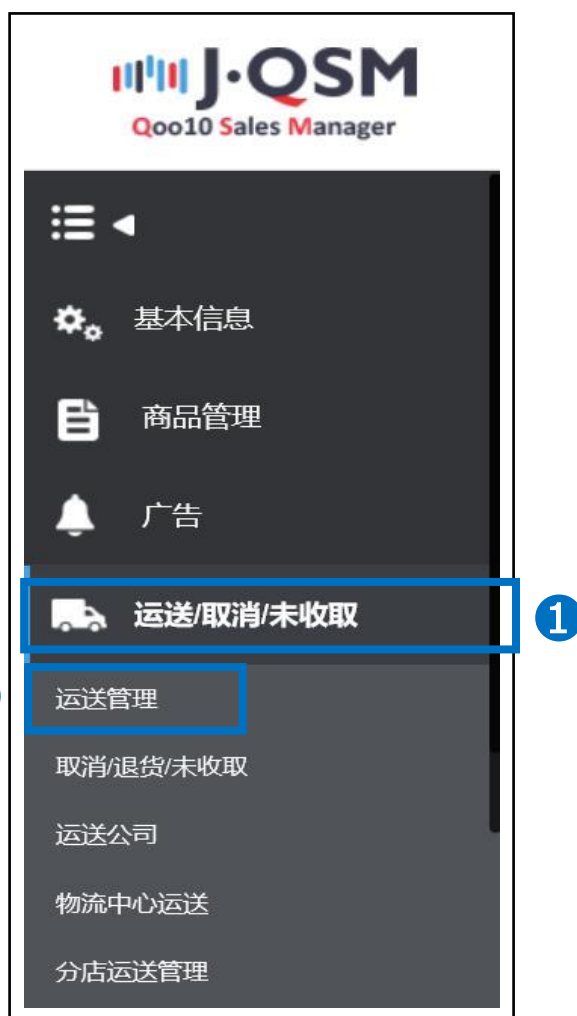 J·QSM
Qoo10 Sales Manager
基本信息
商品管理
广告
运送/取消/未收取
1
运送管理
取消/退货/未收取
运送公司
物流中心运送
分店运送管理